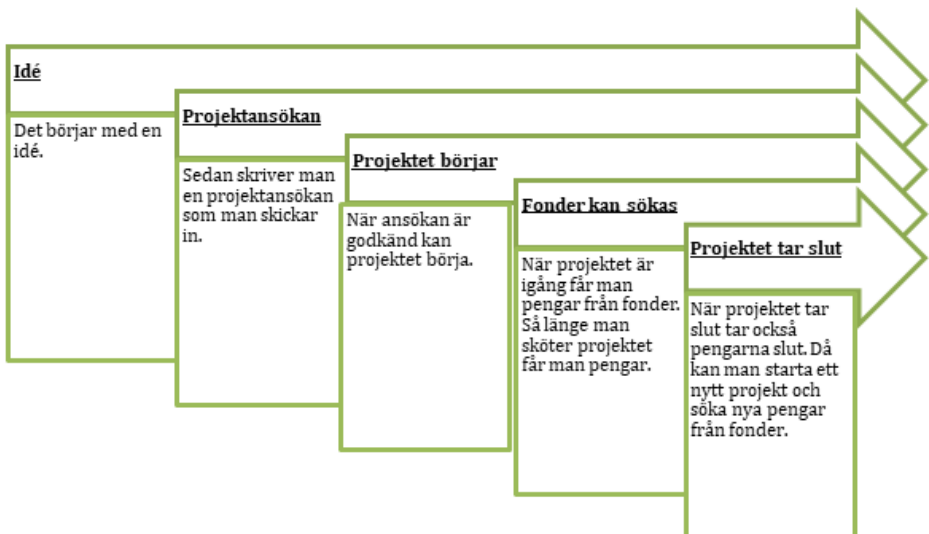 Idé
Det börjar med en
idé.
Projektansökan
Sedan skriver man
en projektansökan
som man skickar
in.
Projektet börjar
När ansökan är
godkänd kan
projektet börja.
Fonder kan sökas
När projektet är
igång får man
pengar från fonder.
Så länge man
sköter projektet
får man pengar.
Projektet tar slut
När projektet tar
slut tar också
pengarna slut. Då
kan man starta ett
nytt projekt och
söka nya pengar
från fonder.